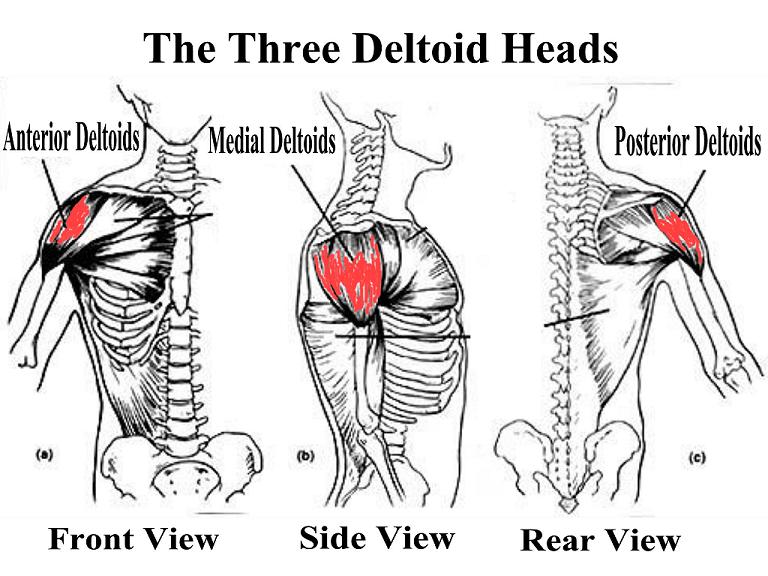 The Three Deltoid Heads
Anterior Deltoids
Medial Deltoids
Posterior Deltoids
(a)
(b)
(c)
Front View
Side View
Rear View